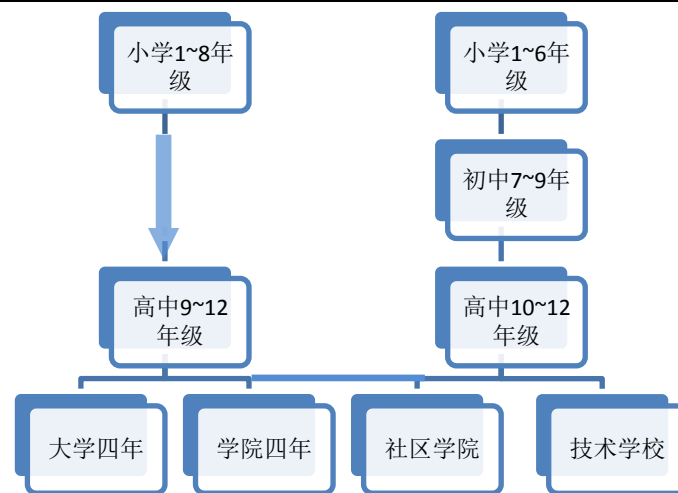 小学1~8年
级
小学1~6年
级
初中7~9年
级
高中9~12
年级
高中10~12
年级
大学四年
学院四年
社区学院
技术学校